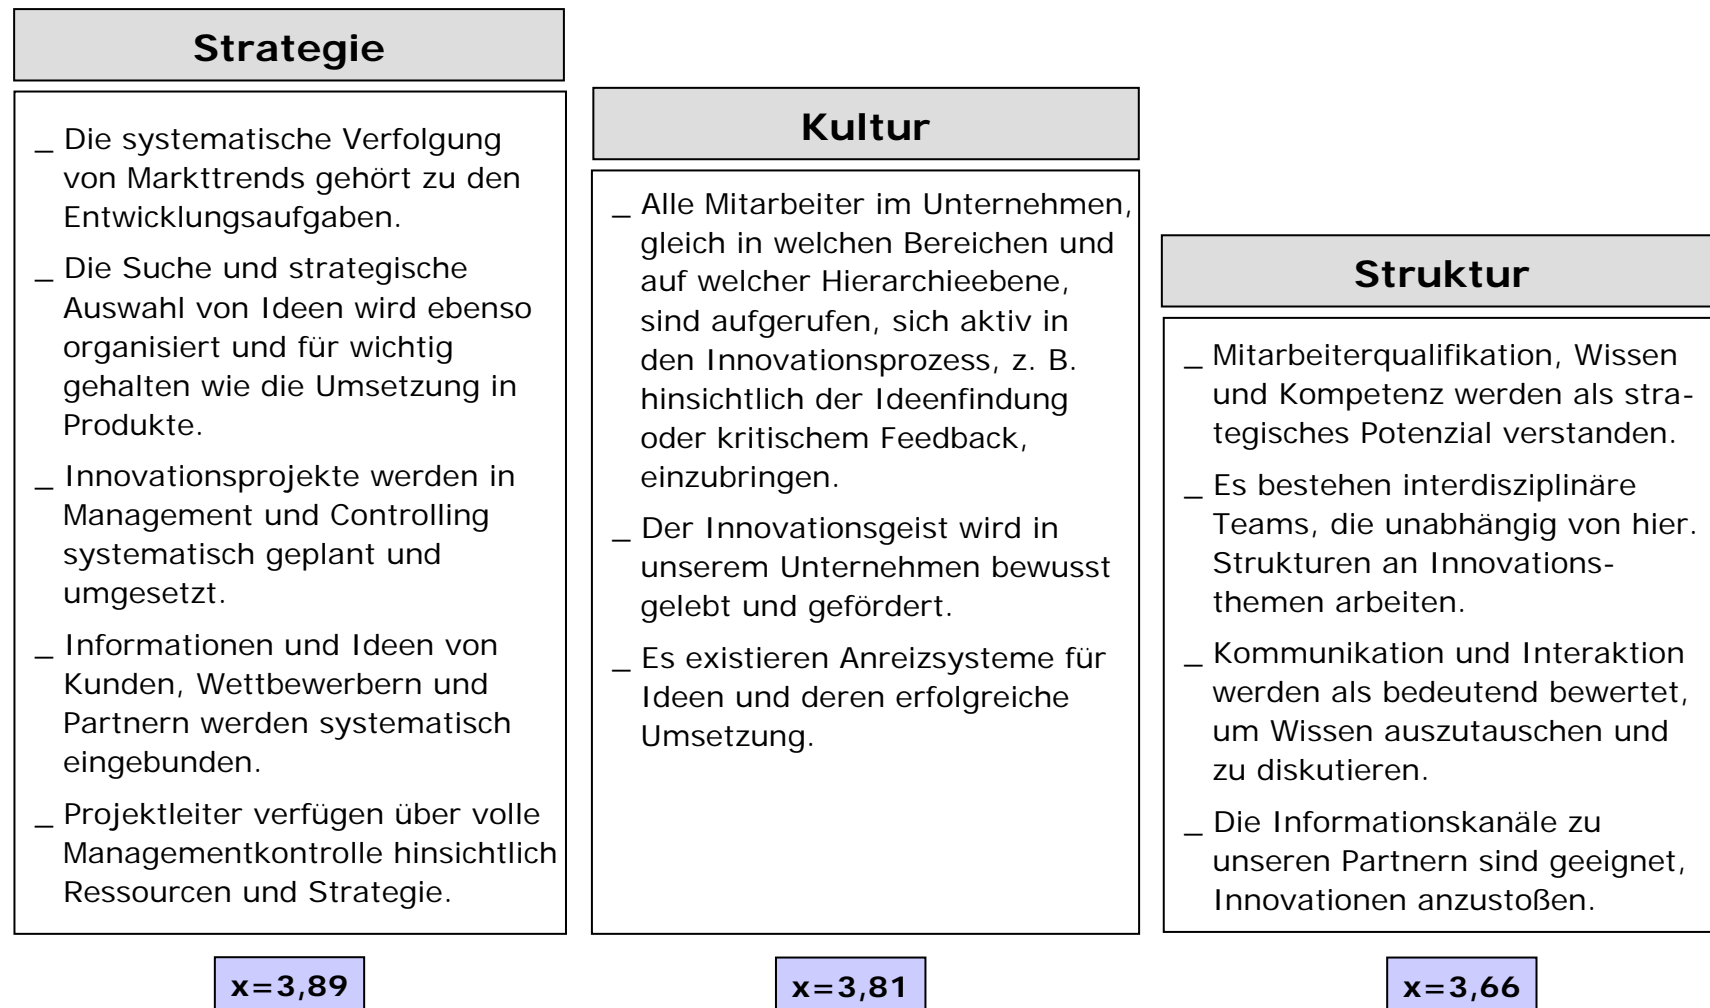 Strategie
_ Die systematische Verfolgung
von Markttrends gehört zu den
Entwicklungsaufgaben.
_ Die Suche und strategische
Auswahl von Ideen wird ebenso
organisiert und für wichtig
gehalten wie die Umsetzung in
Produkte.
_ Innovationsprojekte werden in
Management und Controlling
systematisch geplant und
umgesetzt.
_ Informationen und Ideen von
Kunden, Wettbewerbern und
Partnern werden systematisch
eingebunden.
_ Projektleiter verfügen über volle
Managementkontrolle hinsichtlich
Ressourcen und Strategie.
x=3,89
Kultur
_ Alle Mitarbeiter im Unternehmen,
gleich in welchen Bereichen und
auf welcher Hierarchieebene,
sind aufgerufen, sich aktiv in
den Innovationsprozess, z. B.
hinsichtlich der Ideenfindung
oder kritischem Feedback,
einzubringen.
_ Der Innovationsgeist wird in
unserem Unternehmen bewusst
gelebt und gefördert.
_ Es existieren Anreizsysteme für
Ideen und deren erfolgreiche
Umsetzung.
x=3,81
Struktur
_ Mitarbeiterqualifikation, Wissen
und Kompetenz werden als stra-
tegisches Potenzial verstanden.
_ Es bestehen interdisziplinäre
Teams, die unabhängig von hier.
Strukturen an Innovations-
themen arbeiten.
_ Kommunikation und Interaktion
werden als bedeutend bewertet,
um Wissen auszutauschen und
zu diskutieren.
_ Die Informationskanäle zu
unseren Partnern sind geeignet,
Innovationen anzustoßen.
x=3,66